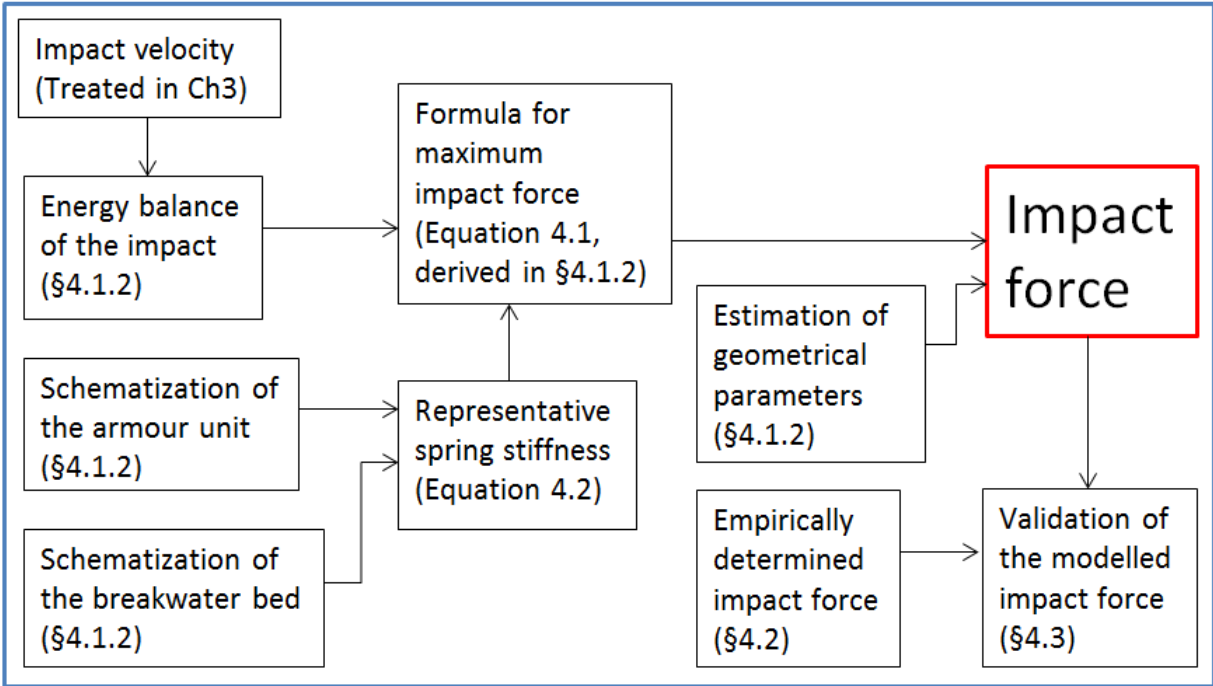 Impact velocity
(Treated in Ch3)
Energy balance
of the impact
(§4.1.2)
Schematization of
the armour unit
(§4.1.2)
Schematization of
the breakwater bed
(§4.1.2)
Formula for
maximum
impact force
(Equation 4.1,
derived in §4.1.2)
Representative
spring stiffness
(Equation 4.2)
Estimation of
geometrical
parameters
(§4.1.2)
Empirically
determined
impact force
(§4.2)
Impact
force
Validation of
the modelled
impact force
(§4.3)